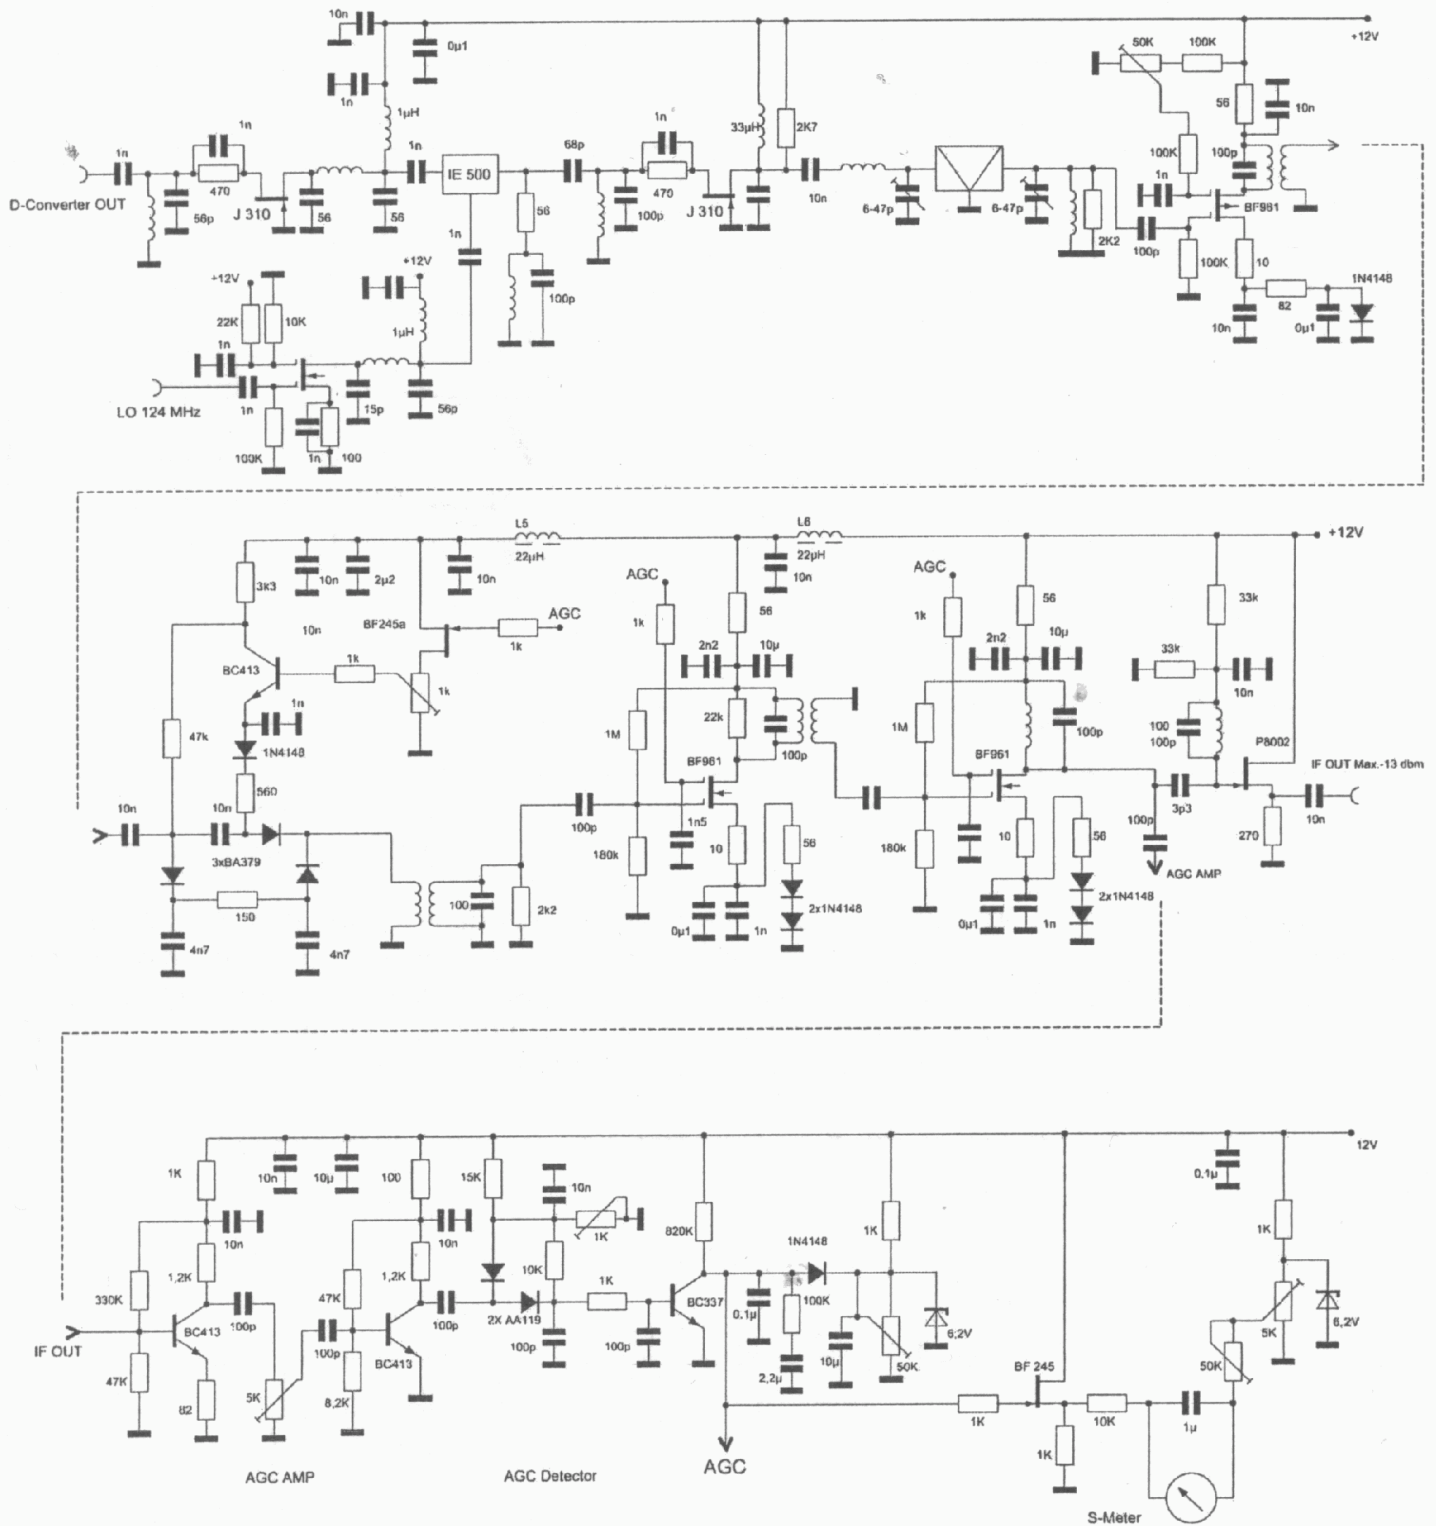 10n
0µ1
+12V
50K
100K
1n
1µH
56
10n
1n
1n
1n
68p
1n
33µH
2K7
100K
100p
IE 500
1n
D-Converter OUT
470
56p
J 310
56
56
56
100p
470
J 310
10n
6-47p
6-47p
BF981
2K2
100p
100K
10
1n
+12V
+12V
100p
82
1N4148
22K
10K
1µH
10n
0µ1
1n
LO 124 MHz
1n
15p
56p
100K
1n
100
L5
L6
+12V
22µH
22µH
3k3
10n
2µ2
10n
AGC
10n
AGC
10n
BF245a
AGC
1k
56
1k
56
33k
1k
2n2
10µ
2n2
10µ
33k
BC413
1k
1k
10n
1n
47k
1M
22k
1M
100p
100
100p
1N4148
100p
P8002
BF981
BF961
IF OUT Max.-13 dbm
560
10n
10n
3p3
10n
100p
1n5
100p
3xBA379
180k
10
56
180k
10
56
270
AGC AMP
150
100
2k2
2x1N4148
2x1N4148
4n7
4n7
0µ1
1n
0µ1
1n
12V
1K
10n
10µ
100
15K
0.1µ
10n
10n
10n
1K
820K
1K
1K
1N4148
1,2K
1,2K
10K
330K
47K
1K
100K
BC337
0.1µ
BC413
100p
100p
2X AA119
6,2V
5K
6,2V
IF OUT
100p
BC413
100p
100p
10µ
50K
BF 245
50K
47K
2,2µ
82
5K
8,2K
1K
10K
1µ
1K
AGC
AGC AMP
AGC Detector
S-Meter